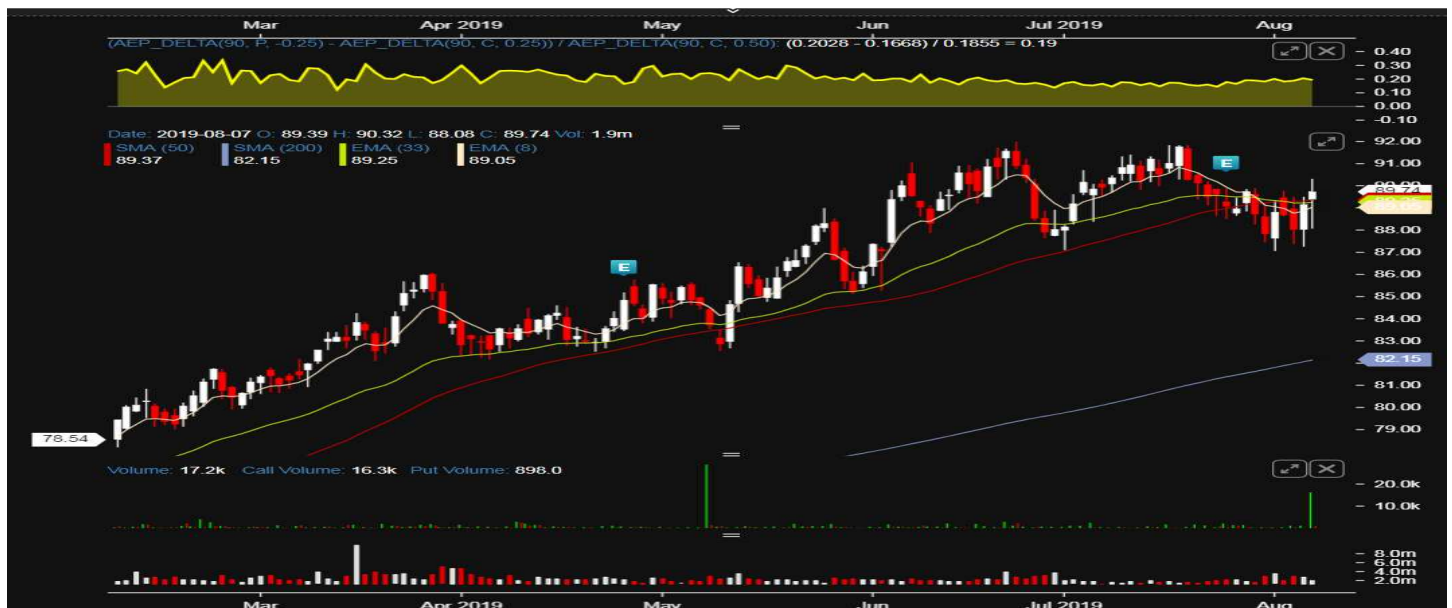 Mar Apr 2019 May Jun Jul 2019 Aug
(AEP_DELTA(90, P, -0.25) - AEP_DELTA(90, C, 0.25)) / AEP_DELTA(90, C, 0.50): (0.2028 - 0.1668) / 0.1855 = 0.19
0.40
0.30
0.20
0.10
0.00
-0.10
Date: 2019-08-07 O: 89.39 H: 90.32 L: 88.08 C: 89.74 Vol: 1.9m
SMA (50) SMA (200) EMA (33) EMA (8)
89.37 82.15 89.25 89.05
92.00
91.00
E
89.74
88.00
87.00
E
86.00
85.00
84.00
83.00
82.15
81.00
80.00
79.00
78.54
Volume: 17.2k Call Volume: 16.3k Put Volume: 898.0
20.0k
10.0k
8.0m
6.0m
4.0m
2.0m
Mar Apr 2019 May Jun Jul 2019 Aug